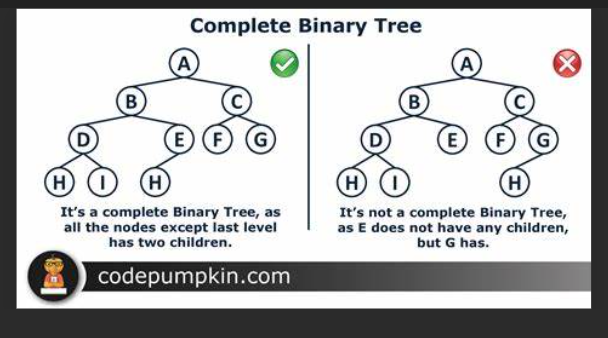 Complete Binary Tree
A
B C
D E F G
H I H
It's a complete Binary Tree, as
all the nodes except last level
has two children.
A
B C
D E F G
H I H
It's not a complete Binary Tree,
as E does not have any children,
but G has.
codepumpkin.com